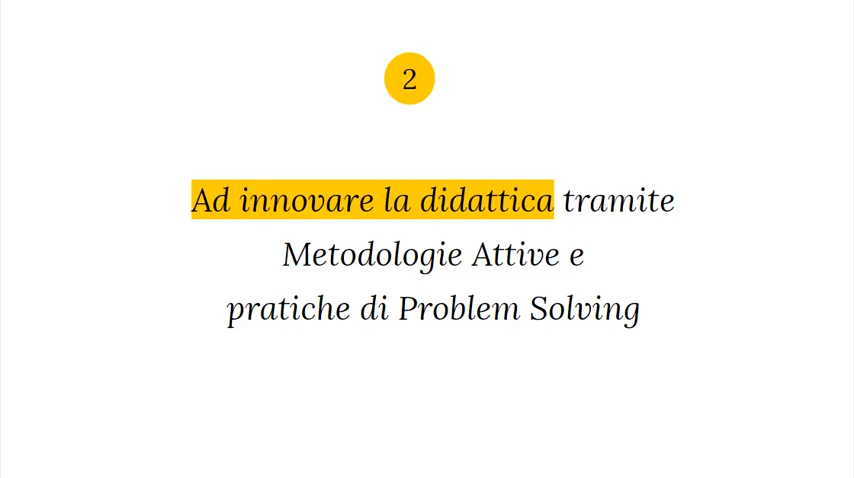 2
Ad innovare la didattica tramite
Metodologie Attive e
pratiche di Problem Solving